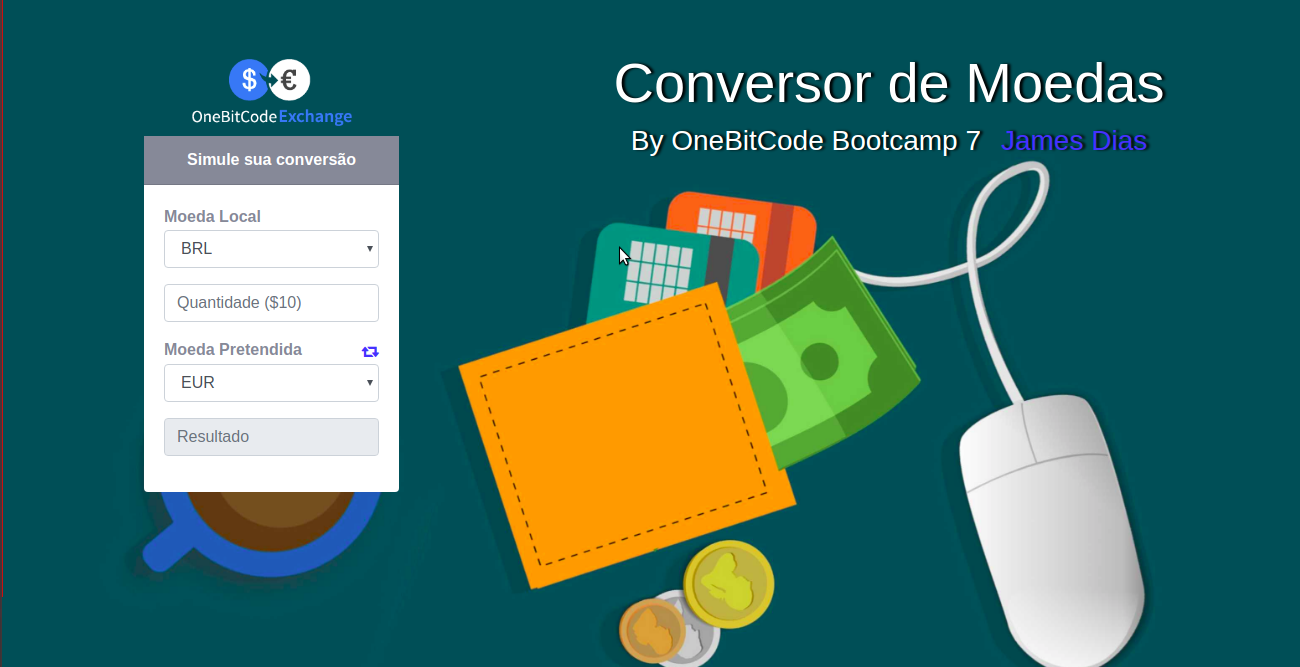 $ € 
OneBitCodeExchange
Simule sua conversão
Moeda Local
BRL
Quantidade ($10)
Moeda Pretendida
EUR
Resultado
Conversor de Moedas
By OneBitCode Bootcamp 7 James Dias